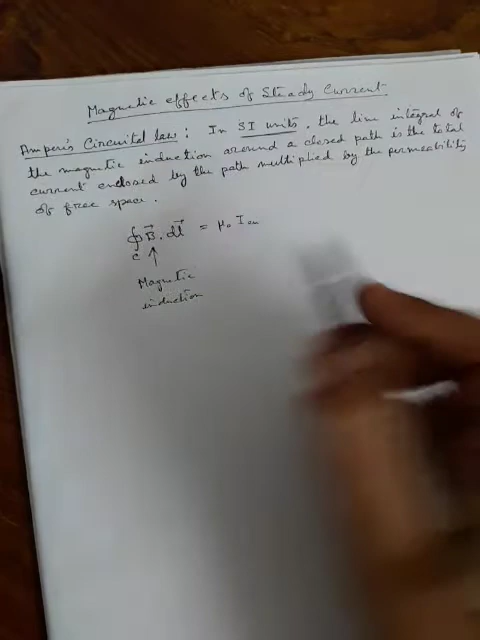 Magnetic effects of Steady Current
Ampere's Circuital law: In SI units, the line integral of
the magnetic induction around a closed path is the total
current enclosed by the path multiplied by the permeability
of free space.
∮ B⃗. dl⃗ = μ₀ Iₑₙ
c ↑
Magnetic
induction